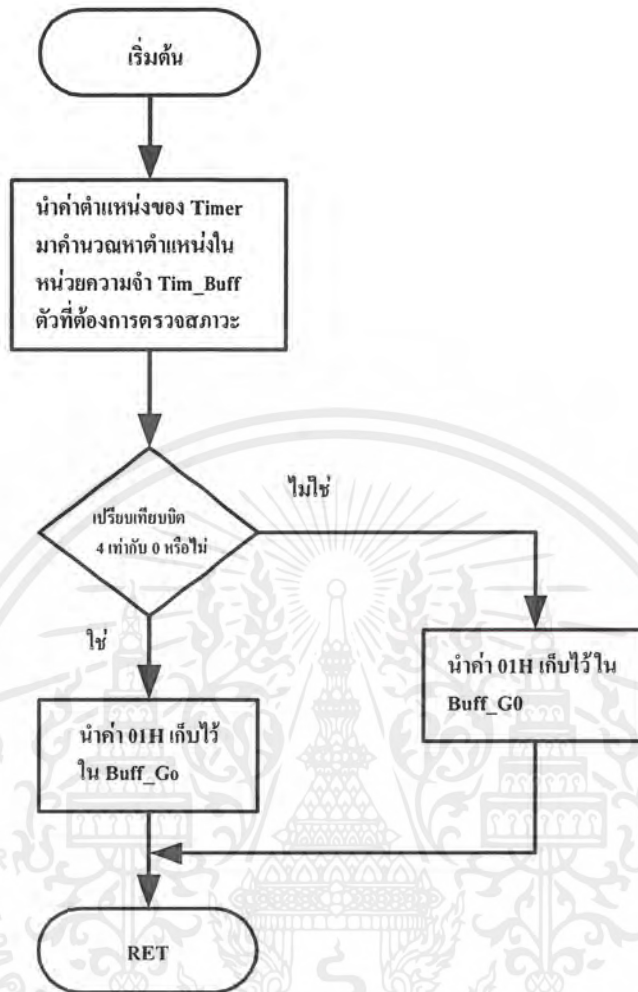 เริ่มต้น
นำค่าตำแหน่งของ Timer
มาคำนวณหาตำแหน่งใน
หน่วยความจำ Tim_Buff
ตัวที่ต้องการตรวจสภาวะ
ไม่ใช่
เปรียบเทียบบิต
4 เท่ากับ 0 หรือไม่
ใช่
นำค่า 01H เก็บไว้ ใน
Buff_G0
นำค่า 01H เก็บไว้
ใน Buff_Go
RET